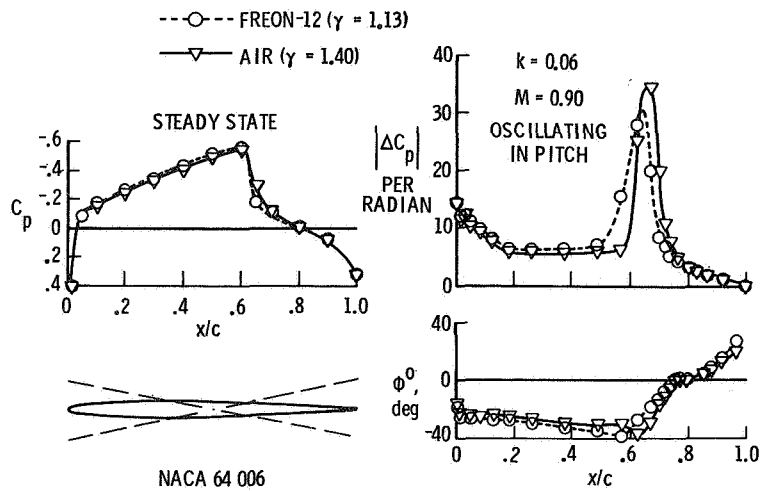 FREON-12 (γ = 1.13)
AIR (γ = 1.40)
STEADY STATE
-.6
-.4
-.2
0
.2
.4
C_p
0 .2 .4 .6 .8 1.0
x/c
NACA 64 006
40
30
20
10
0
|ΔC_p|
PER
RADIAN
k = 0.06
M = 0.90
OSCILLATING
IN PITCH
40
0
-40
Φ°,
deg
0 .2 .4 .6 .8 1.0
x/c